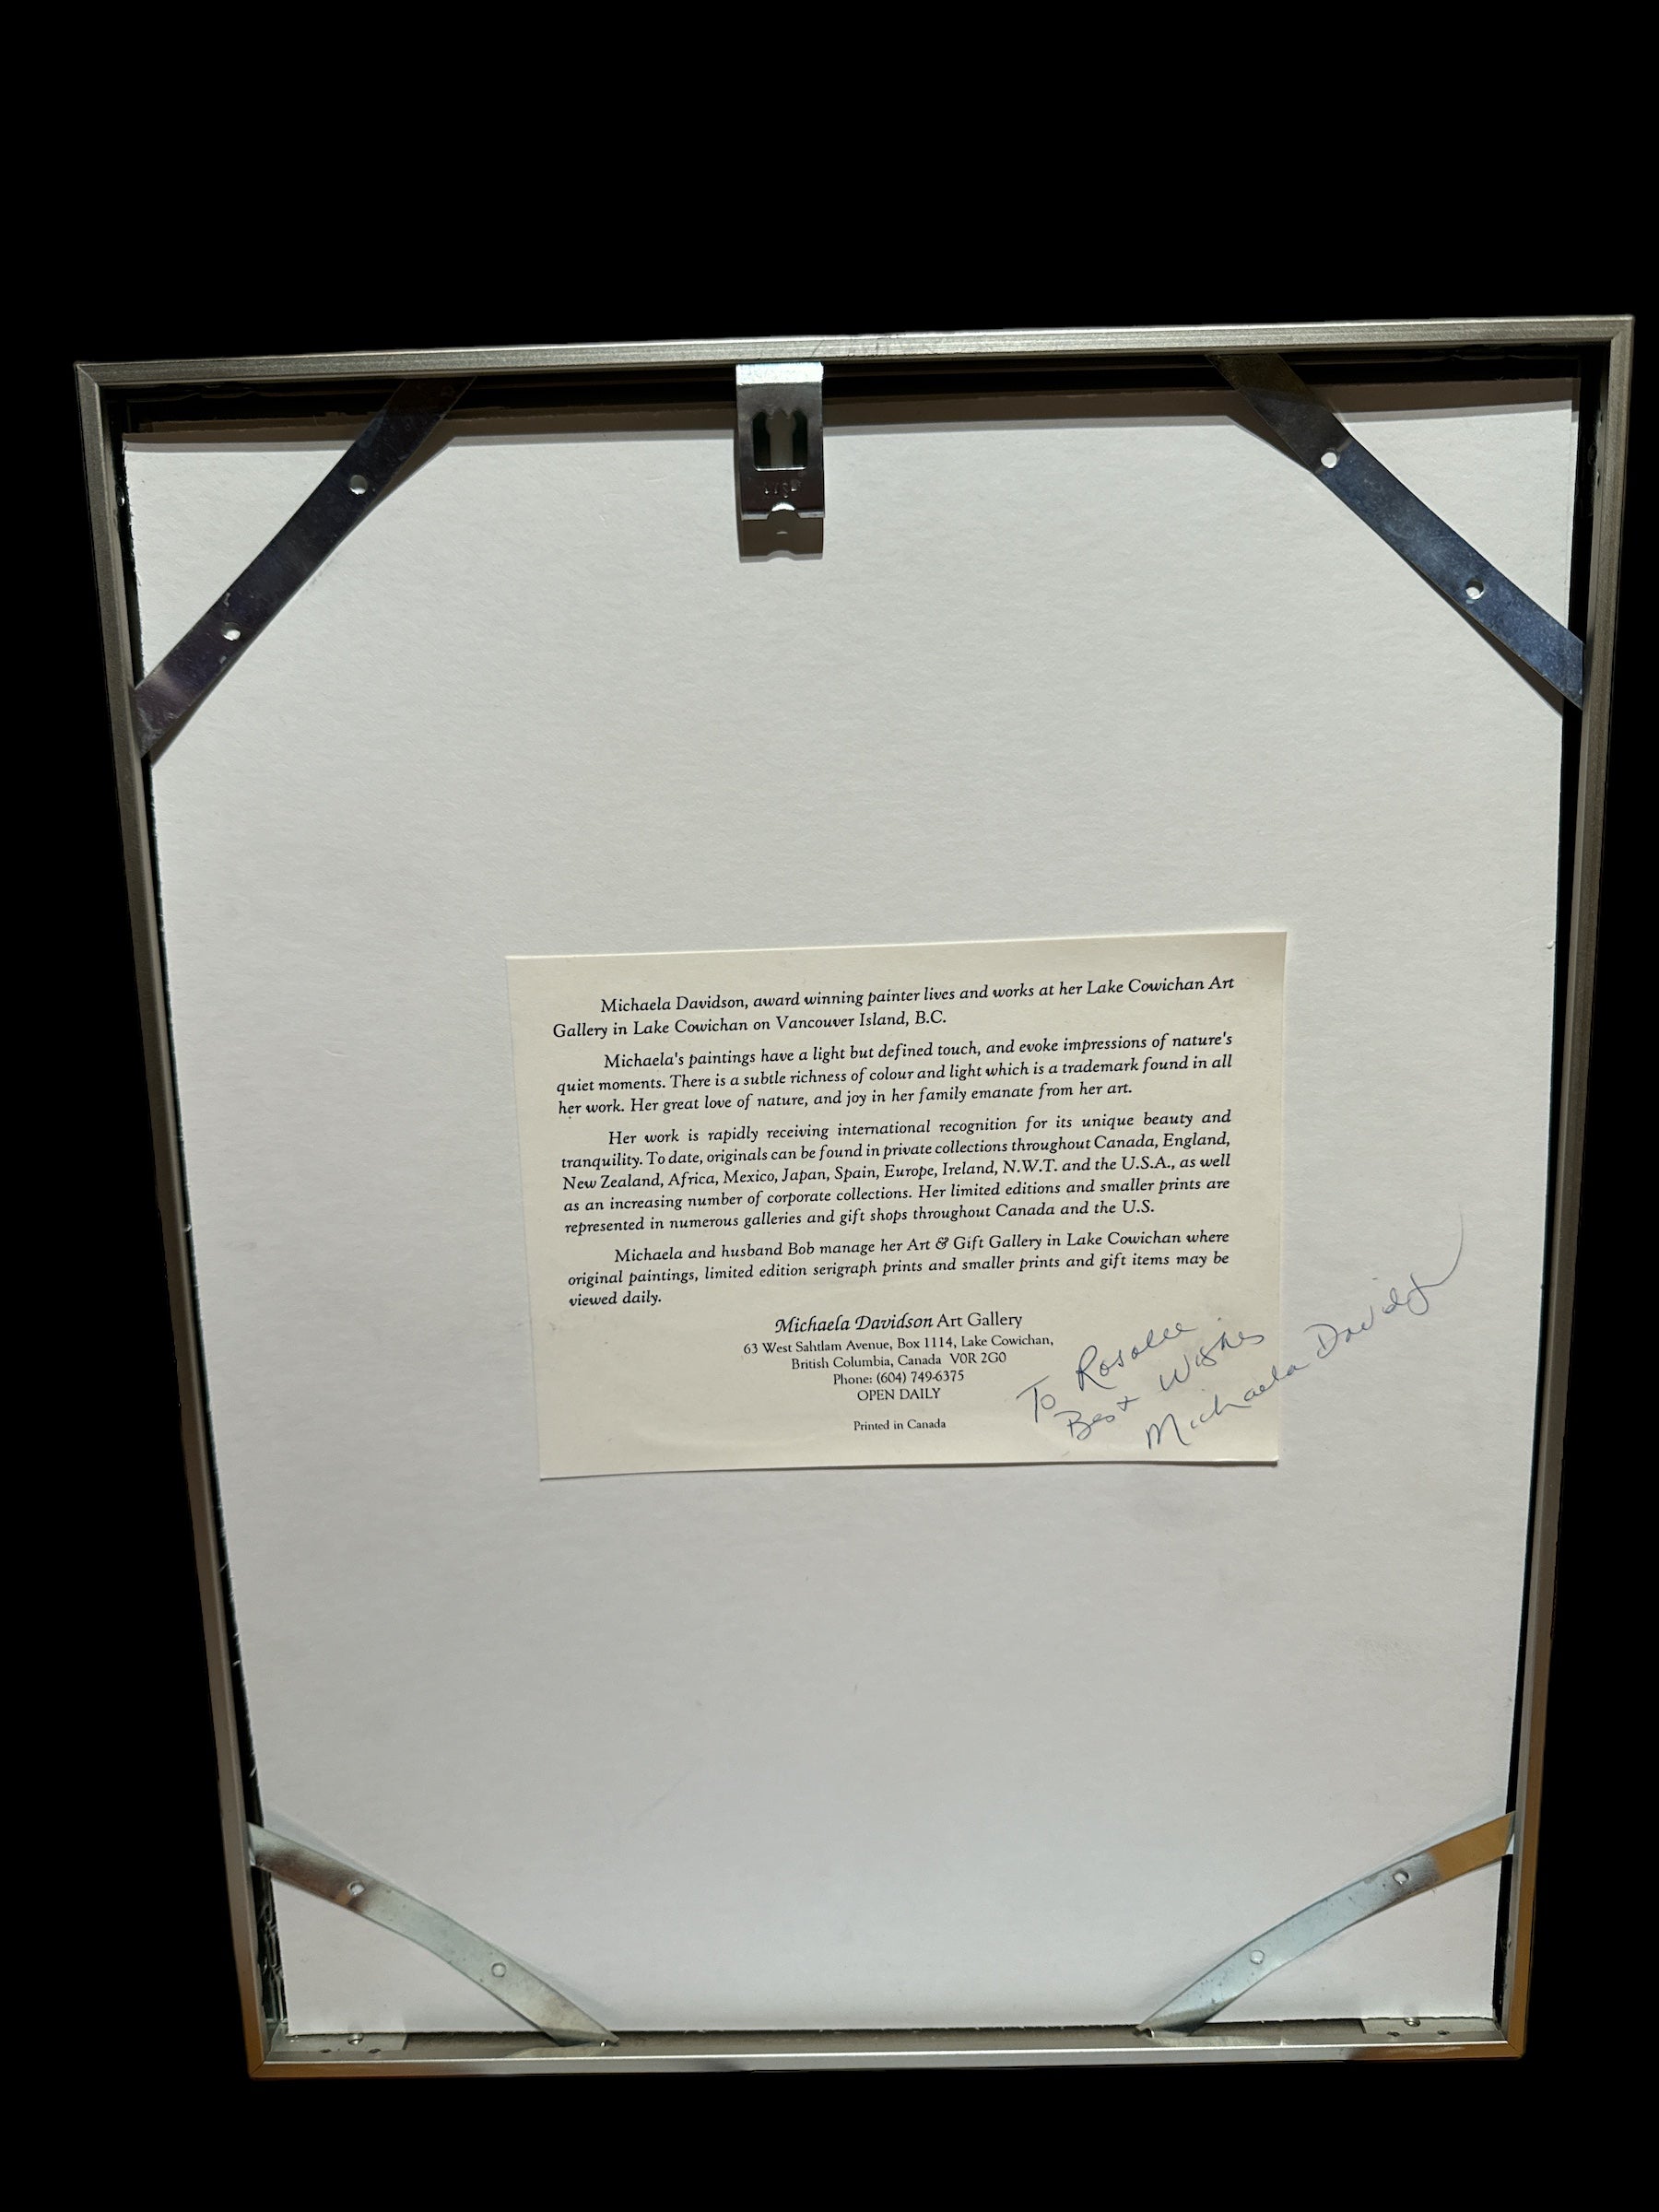 Michaela Davidson, award winning painter lives and works at her Lake Cowichan Art
Gallery in Lake Cowichan on Vancouver Island, B.C.
Michaela's paintings have a light but defined touch, and evoke impressions of nature's
quiet moments. There is a subtle richness of colour and light which is a trademark found in all
her work. Her great love of nature, and joy in her family emanate from her art.
Her work is rapidly receiving international recognition for its unique beauty and
tranquility. To date, originals can be found in private collections throughout Canada, England,
New Zealand, Africa, Mexico, Japan, Spain, Europe, Ireland, N.W.T. and the U.S.A., as well
as an increasing number of corporate collections. Her limited editions and smaller prints are
represented in numerous galleries and gift shops throughout Canada and the U.S.
Michaela and husband Bob manage her Art & Gift Gallery in Lake Cowichan where
original paintings, limited edition serigraph prints and smaller prints and gift items may be
viewed daily.
Michaela Davidson Art Gallery
63 West Sahtlam Avenue, Box 1114, Lake Cowichan,
British Columbia, Canada V0R 2G0
Phone: (604) 749-6375
OPEN DAILY
Printed in Canada
To Rosalee
Best Wishes
Michaela Davidson